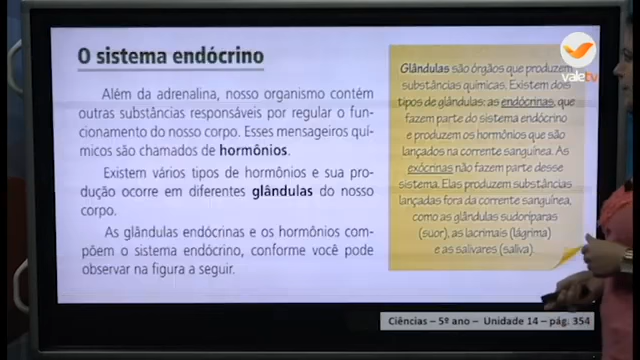 O sistema endócrino
Além da adrenalina, nosso organismo contém
outras substâncias responsáveis por regular o fun-
cionamento do nosso corpo. Esses mensageiros quí-
micos são chamados de hormônios.
Existem vários tipos de hormônios e sua pro-
dução ocorre em diferentes glândulas do nosso
corpo.
As glândulas endócrinas e os hormônios com-
põem o sistema endócrino, conforme você pode
observar na figura a seguir.
Glândulas são órgãos que produzem
substâncias químicas. Existem dois
tipos de glândulas: as endócrinas, que
fazem parte do sistema endócrino
e produzem os hormônios que são
lançados na corrente sanguínea. As
exócrinas não fazem parte desse
sistema. Elas produzem substâncias
lançadas fora da corrente sanguínea,
como as glândulas sudoríparas
(suor), as lacrimais (lágrima)
e as salivares (saliva).
valetv
Ciências – 5º ano – Unidade 14 – pág. 354